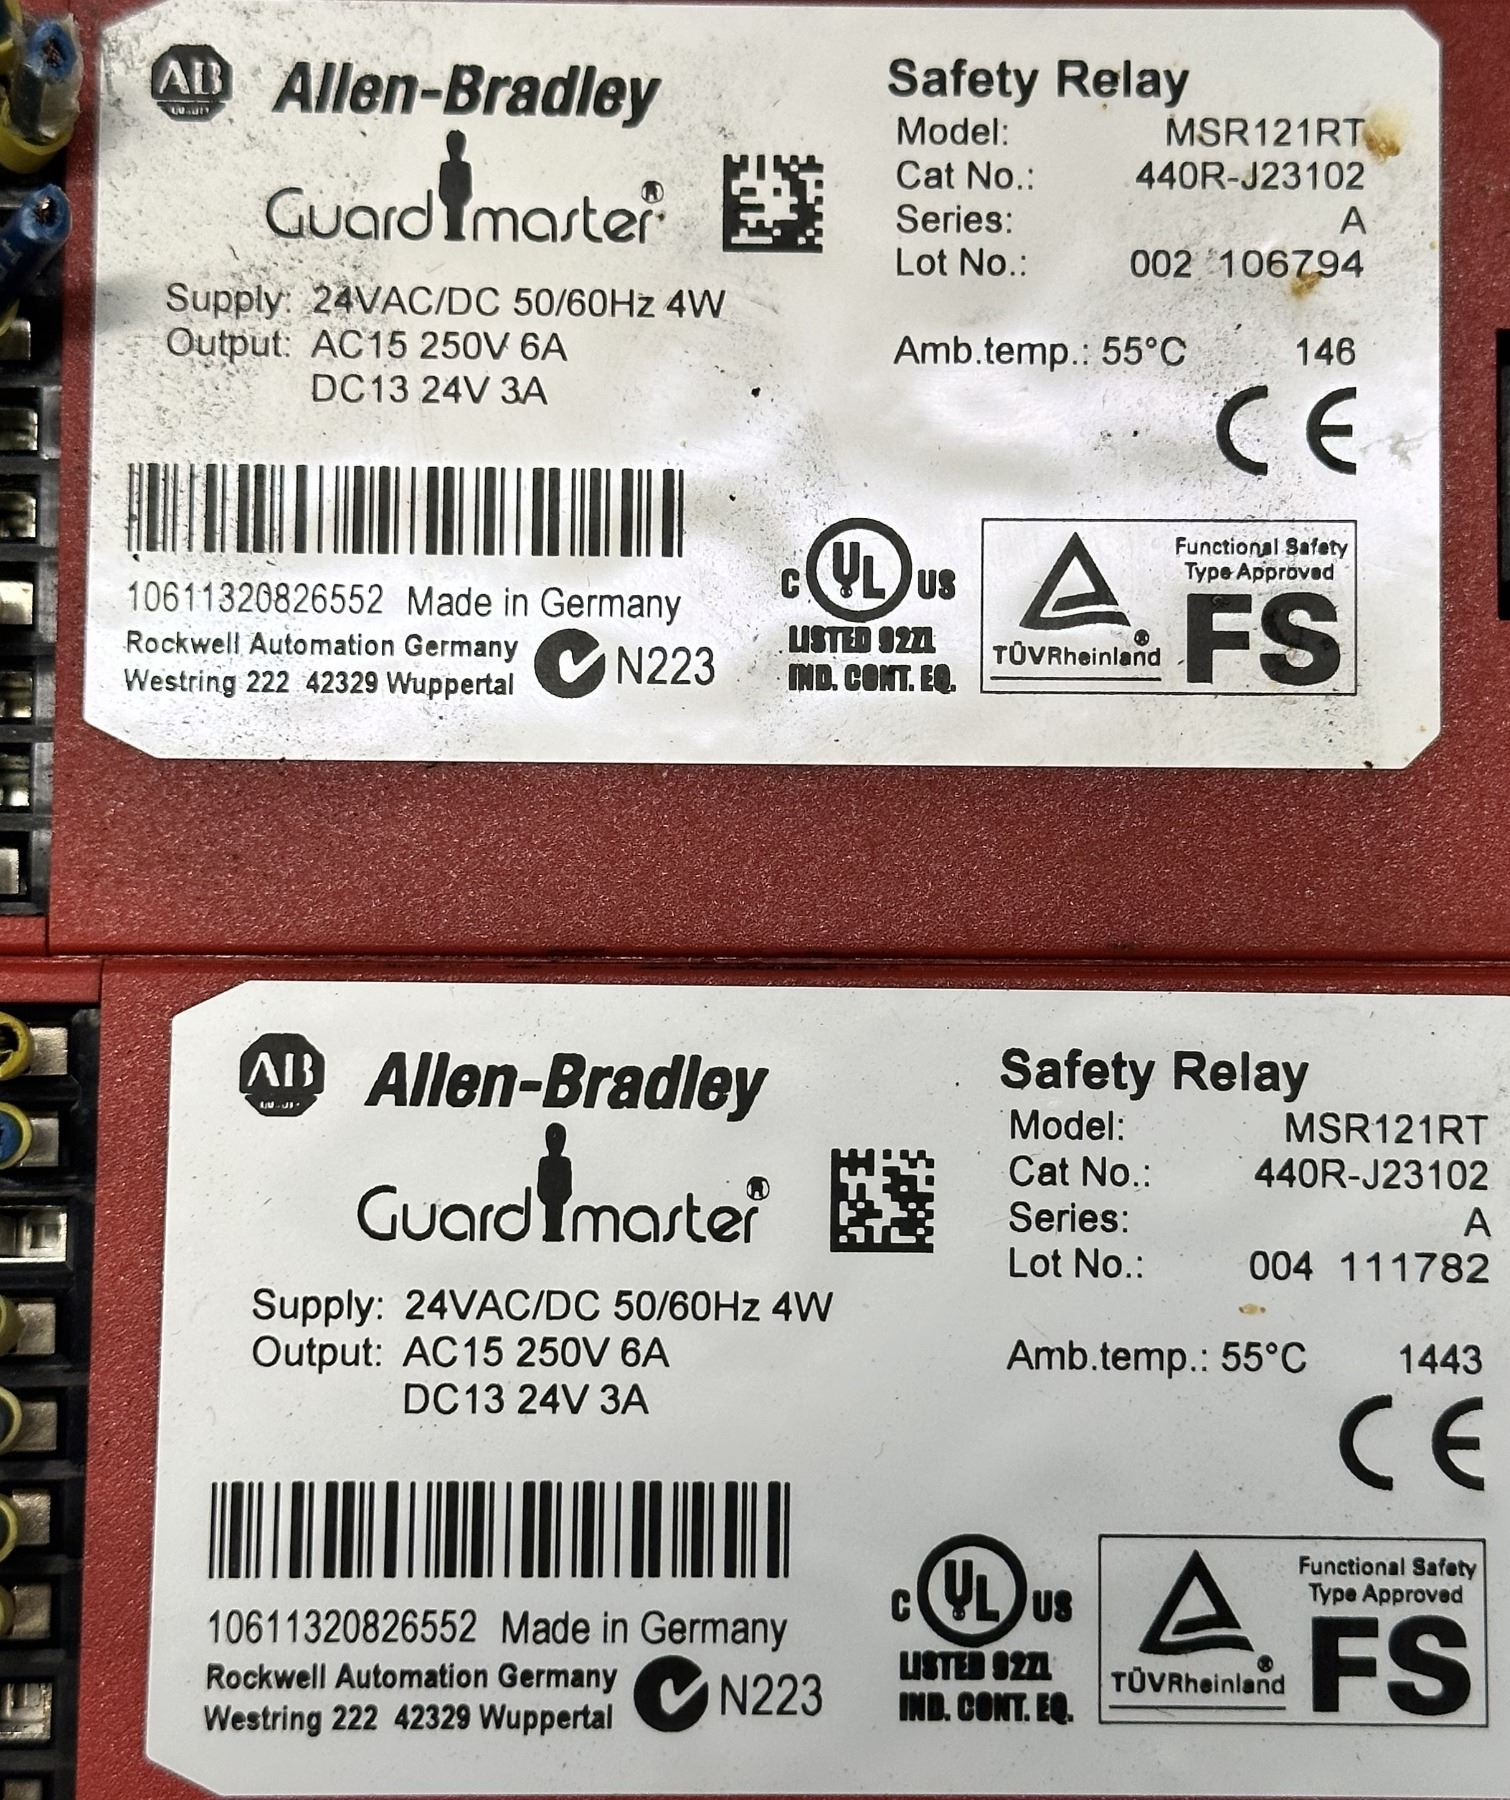 AB
Allen-Bradley
Guardmaster®
Safety Relay
Model: MSR121RT
Cat No.: 440R-J23102
Series: A
Lot No.: 002 106794
Supply: 24VAC/DC 50/60Hz 4W
Output: AC15 250V 6A
DC13 24V 3A
Amb.temp.: 55°C 146
CE
10611320826552 Made in Germany
Rockwell Automation Germany
Westring 222 42329 Wuppertal
N223
C UL US
LISTED 92ZL
IND. CONT. EQ.
TÜVRheinland®
Functional Safety
Type Approved
FS
AB
Allen-Bradley
Guardmaster®
Safety Relay
Model: MSR121RT
Cat No.: 440R-J23102
Series: A
Lot No.: 004 111782
Supply: 24VAC/DC 50/60Hz 4W
Output: AC15 250V 6A
DC13 24V 3A
Amb.temp.: 55°C 1443
CE
10611320826552 Made in Germany
Rockwell Automation Germany
Westring 222 42329 Wuppertal
N223
C UL US
LISTED 92ZL
IND. CONT. EQ.
TÜVRheinland®
Functional Safety
Type Approved
FS